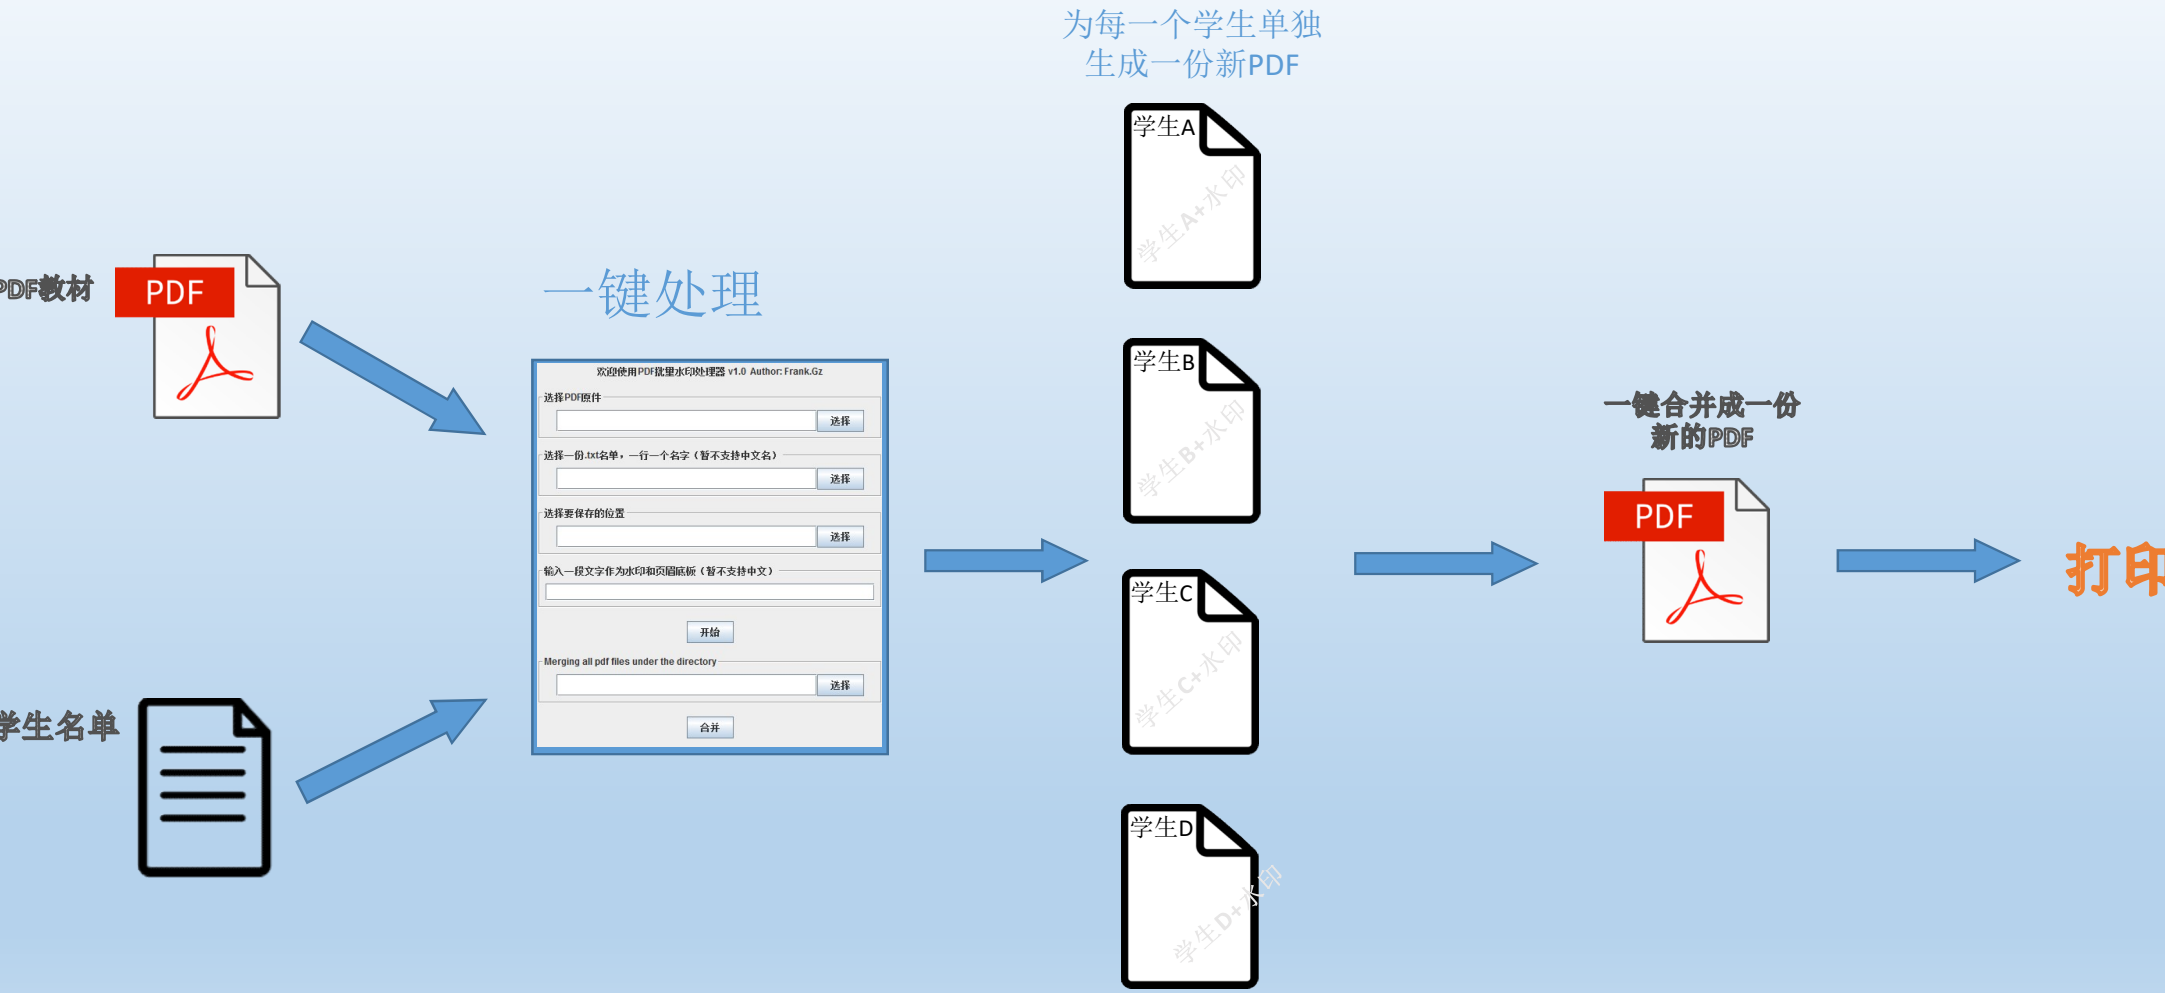 为每一个学生单独
生成一份新PDF
学生A
学生A+水印
PDF教材
PDF
一键处理
学生B
学生B+水印
欢迎使用PDF批量水印处理器 v1.0 Author: Frank.Gz
选择PDF原件
选择
选择一份.txt名单，一行一个名字（暂不支持中文名）
选择
选择要保存的位置
选择
输入一段文字作为水印和页眉底板（暂不支持中文）
开始
Merging all pdf files under the directory
选择
合并
一键合并成一份
新的PDF
PDF
打印
学生C
学生C+水印
学生名单
学生D
学生D+水印